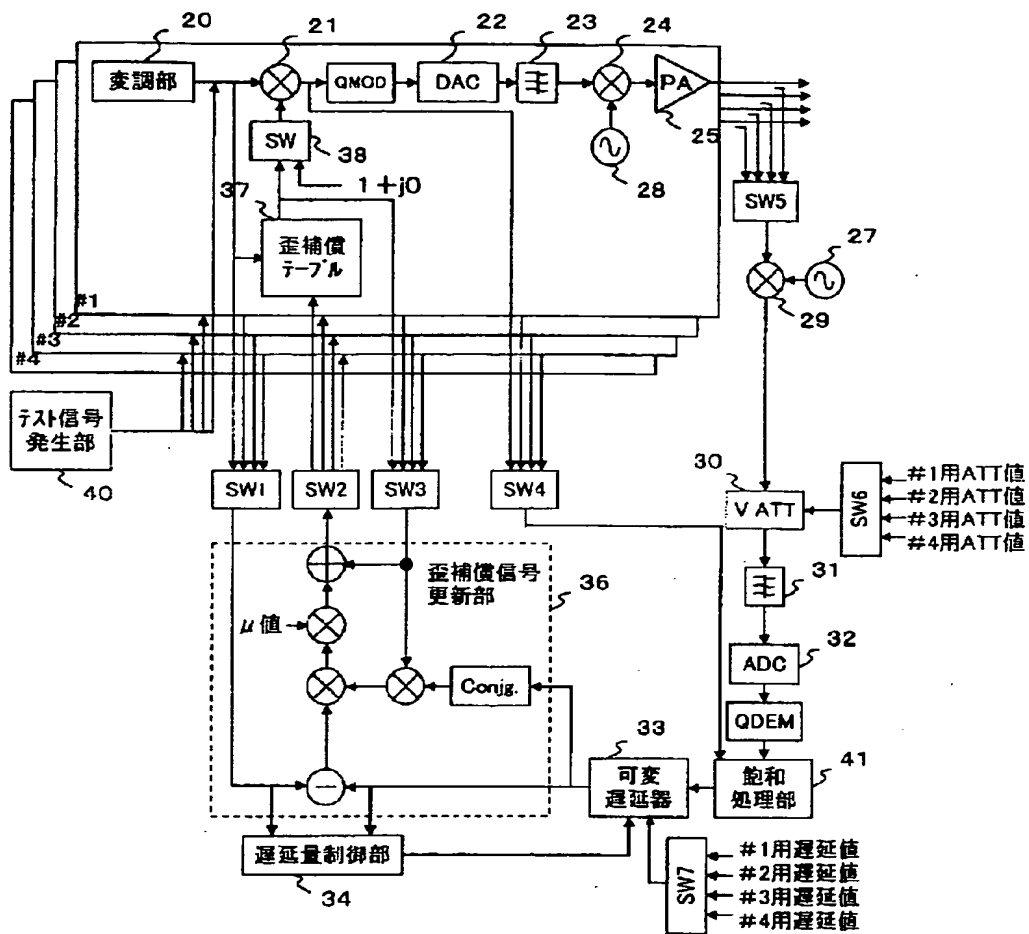 20
21
22
23
24
変調部
QMOD
DAC
PA
25
SW
38
28
1+j0
37
歪補償
テーブル
SW5
27
29
#1
#2
#3
#4
テスト信号
発生部
40
SW1
SW2
SW3
SW4
30
V ATT
SW6
#1用ATT値
#2用ATT値
#3用ATT値
#4用ATT値
31
歪補償信号
更新部
36
μ値
32
ADC
Conjg.
QDEM
33
可変
遅延器
飽和
処理部
41
遅延量制御部
34
SW7
#1用遅延値
#2用遅延値
#3用遅延値
#4用遅延値